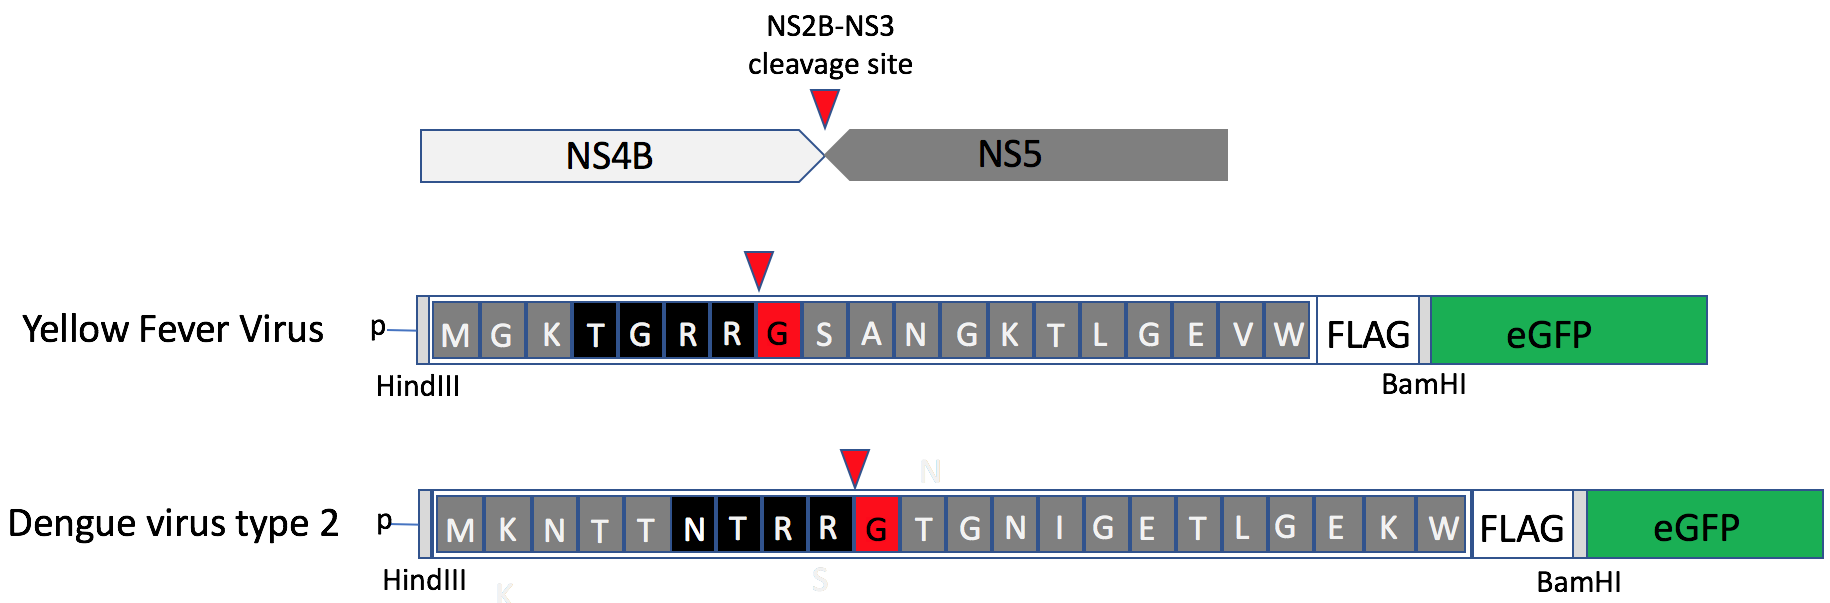 NS2B-NS3
cleavage site
NS4B
NS5
Yellow Fever Virus
p
M G K T G R R G S A N G K T L G E V W FLAG eGFP
HindIII
BamHI
N
Dengue virus type 2
p
M K N T T N T R R G T G N I G E T L G E K W FLAG eGFP
HindIII
K
S
BamHI